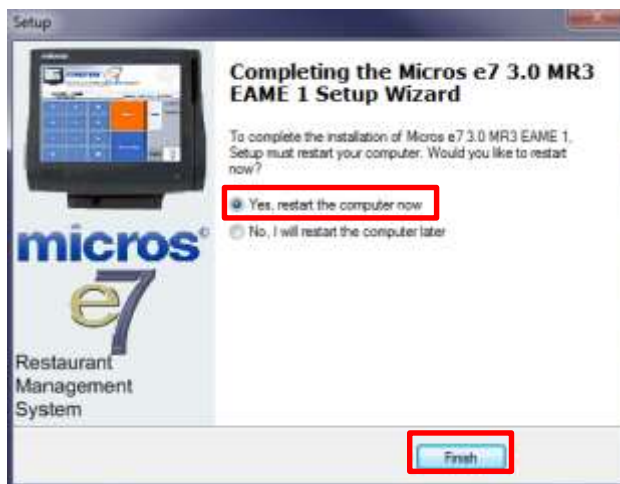 Setup
Completing the Micros e7 3.0 MR3
EAME 1 Setup Wizard
To complete the installation of Micros e7 3.0 MR3 EAME 1,
Setup must restart your computer. Would you like to restart
now?
Yes, restart the computer now
No, I will restart the computer later
micros
e7
Restaurant
Management
System
Finish